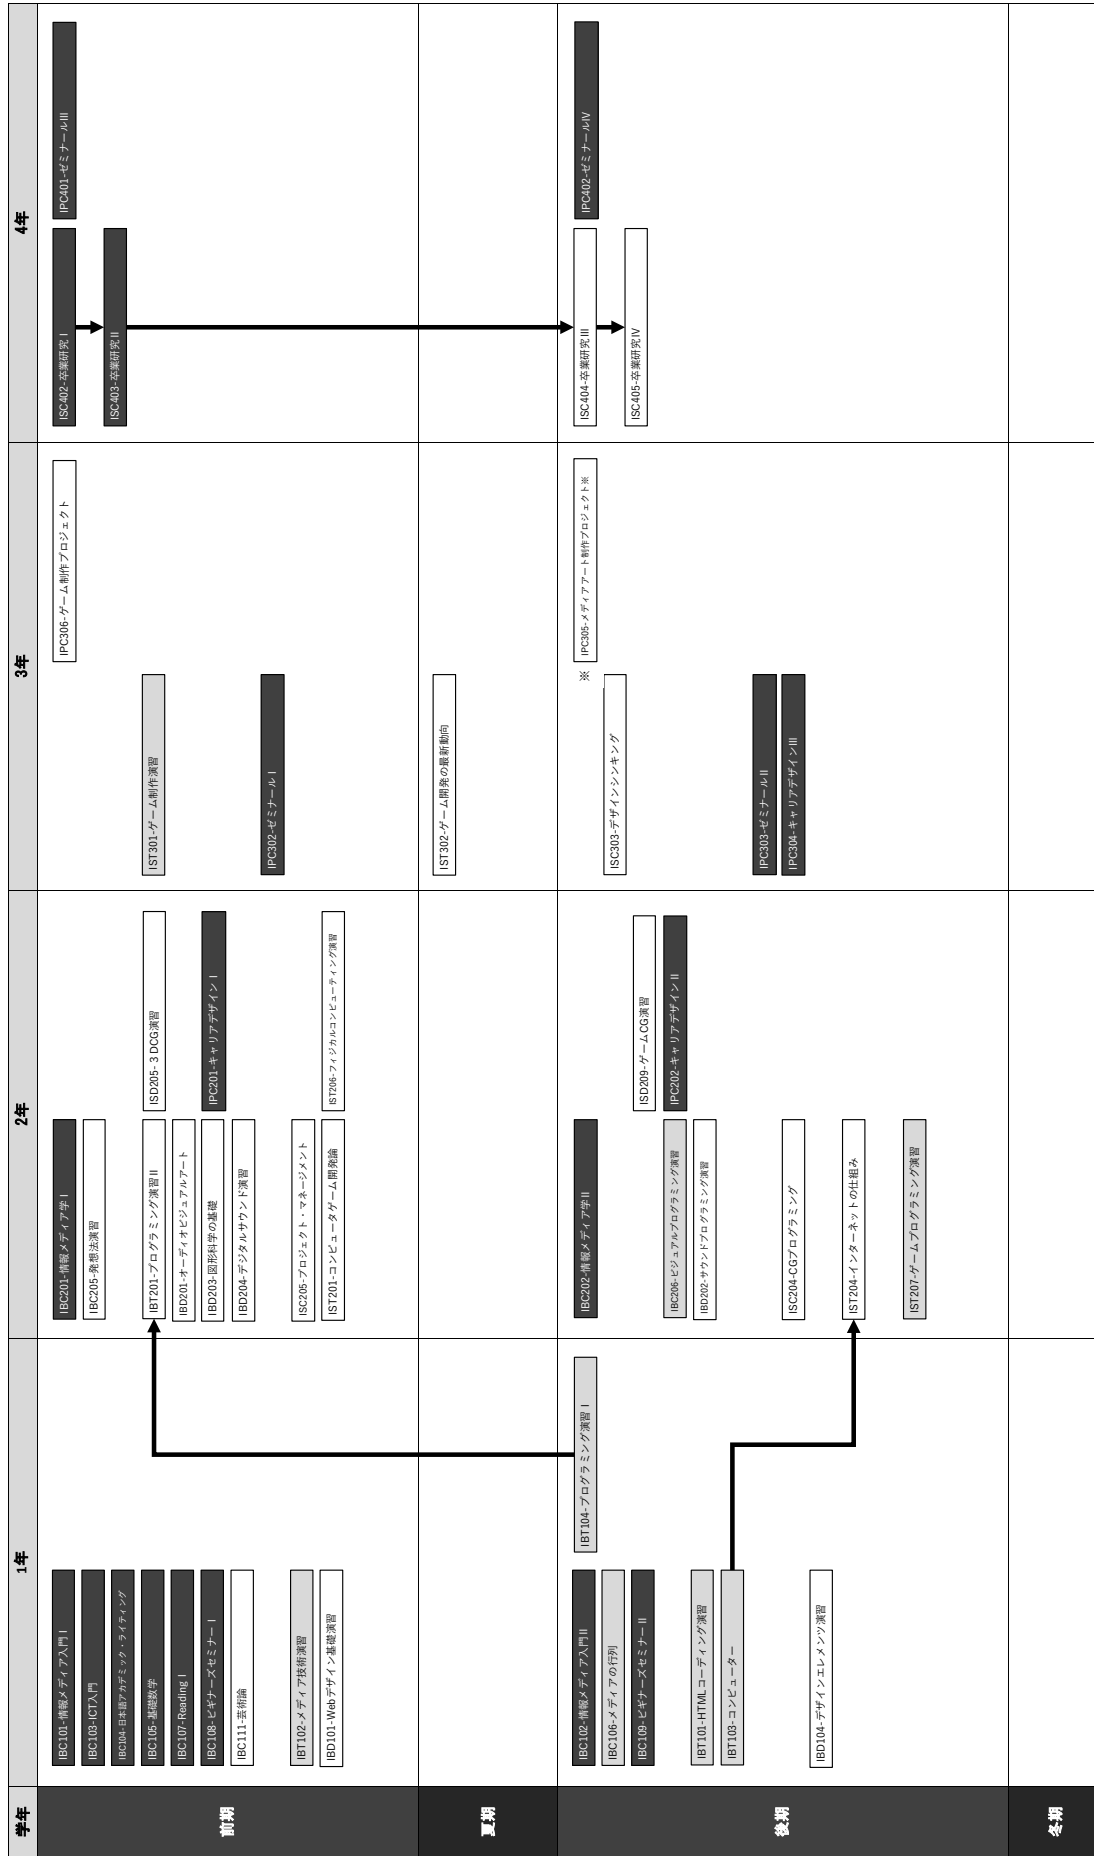 学年
1年
2年
3年
4年
前期
IBC101-情報メディア入門Ⅰ
IBC103-ICT入門
IBC104-日本語アカデミック・ライティング
IBC105-基礎数学
IBC107-Reading Ⅰ
IBC108-ビギナーズセミナーⅠ
IBC111-芸術論
IBT102-メディア技術演習
IBD101-Webデザイン基礎演習
IBC201-情報メディア学Ⅰ
IBC205-発想法演習
IBT201-プログラミング演習Ⅱ
IBD201-オーディオビジュアルアート
IBD203-図形科学の基礎
IBD204-デジタルサウンド演習
ISC205-プロジェクト・マネージメント
IST201-コンピュータゲーム開発論
ISD205-３DCG演習
IPC201-キャリアデザインⅠ
IST206-フィジカルコンピューティング演習
IST301-ゲーム制作演習
IPC302-ゼミナールⅠ
IPC306-ゲーム制作プロジェクト
ISC402-卒業研究Ⅰ
ISC403-卒業研究Ⅱ
IPC401-ゼミナールⅢ
夏期
IST302-ゲーム開発の最新動向
後期
IBC102-情報メディア入門Ⅱ
IBC106-メディアの行列
IBC109-ビギナーズセミナーⅡ
IBT101-HTMLコーディング演習
IBT103-コンピューター
IBD104-デザインエレメンツ演習
IBT104-プログラミング演習Ⅰ
IBC202-情報メディア学Ⅱ
IBC206-ビジュアルプログラミング演習
IBD202-サウンドプログラミング演習
ISC204-CGプログラミング
IST204-インターネットの仕組み
IST207-ゲームプログラミング演習
ISD209-ゲームCG演習
IPC202-キャリアデザインⅡ
ISC303-デザインシンキング
IPC303-ゼミナールⅡ
IPC304-キャリアデザインⅢ
※
IPC305-メディアアート制作プロジェクト※
ISC404-卒業研究Ⅲ
ISC405-卒業研究Ⅳ
IPC402-ゼミナールⅣ
冬期